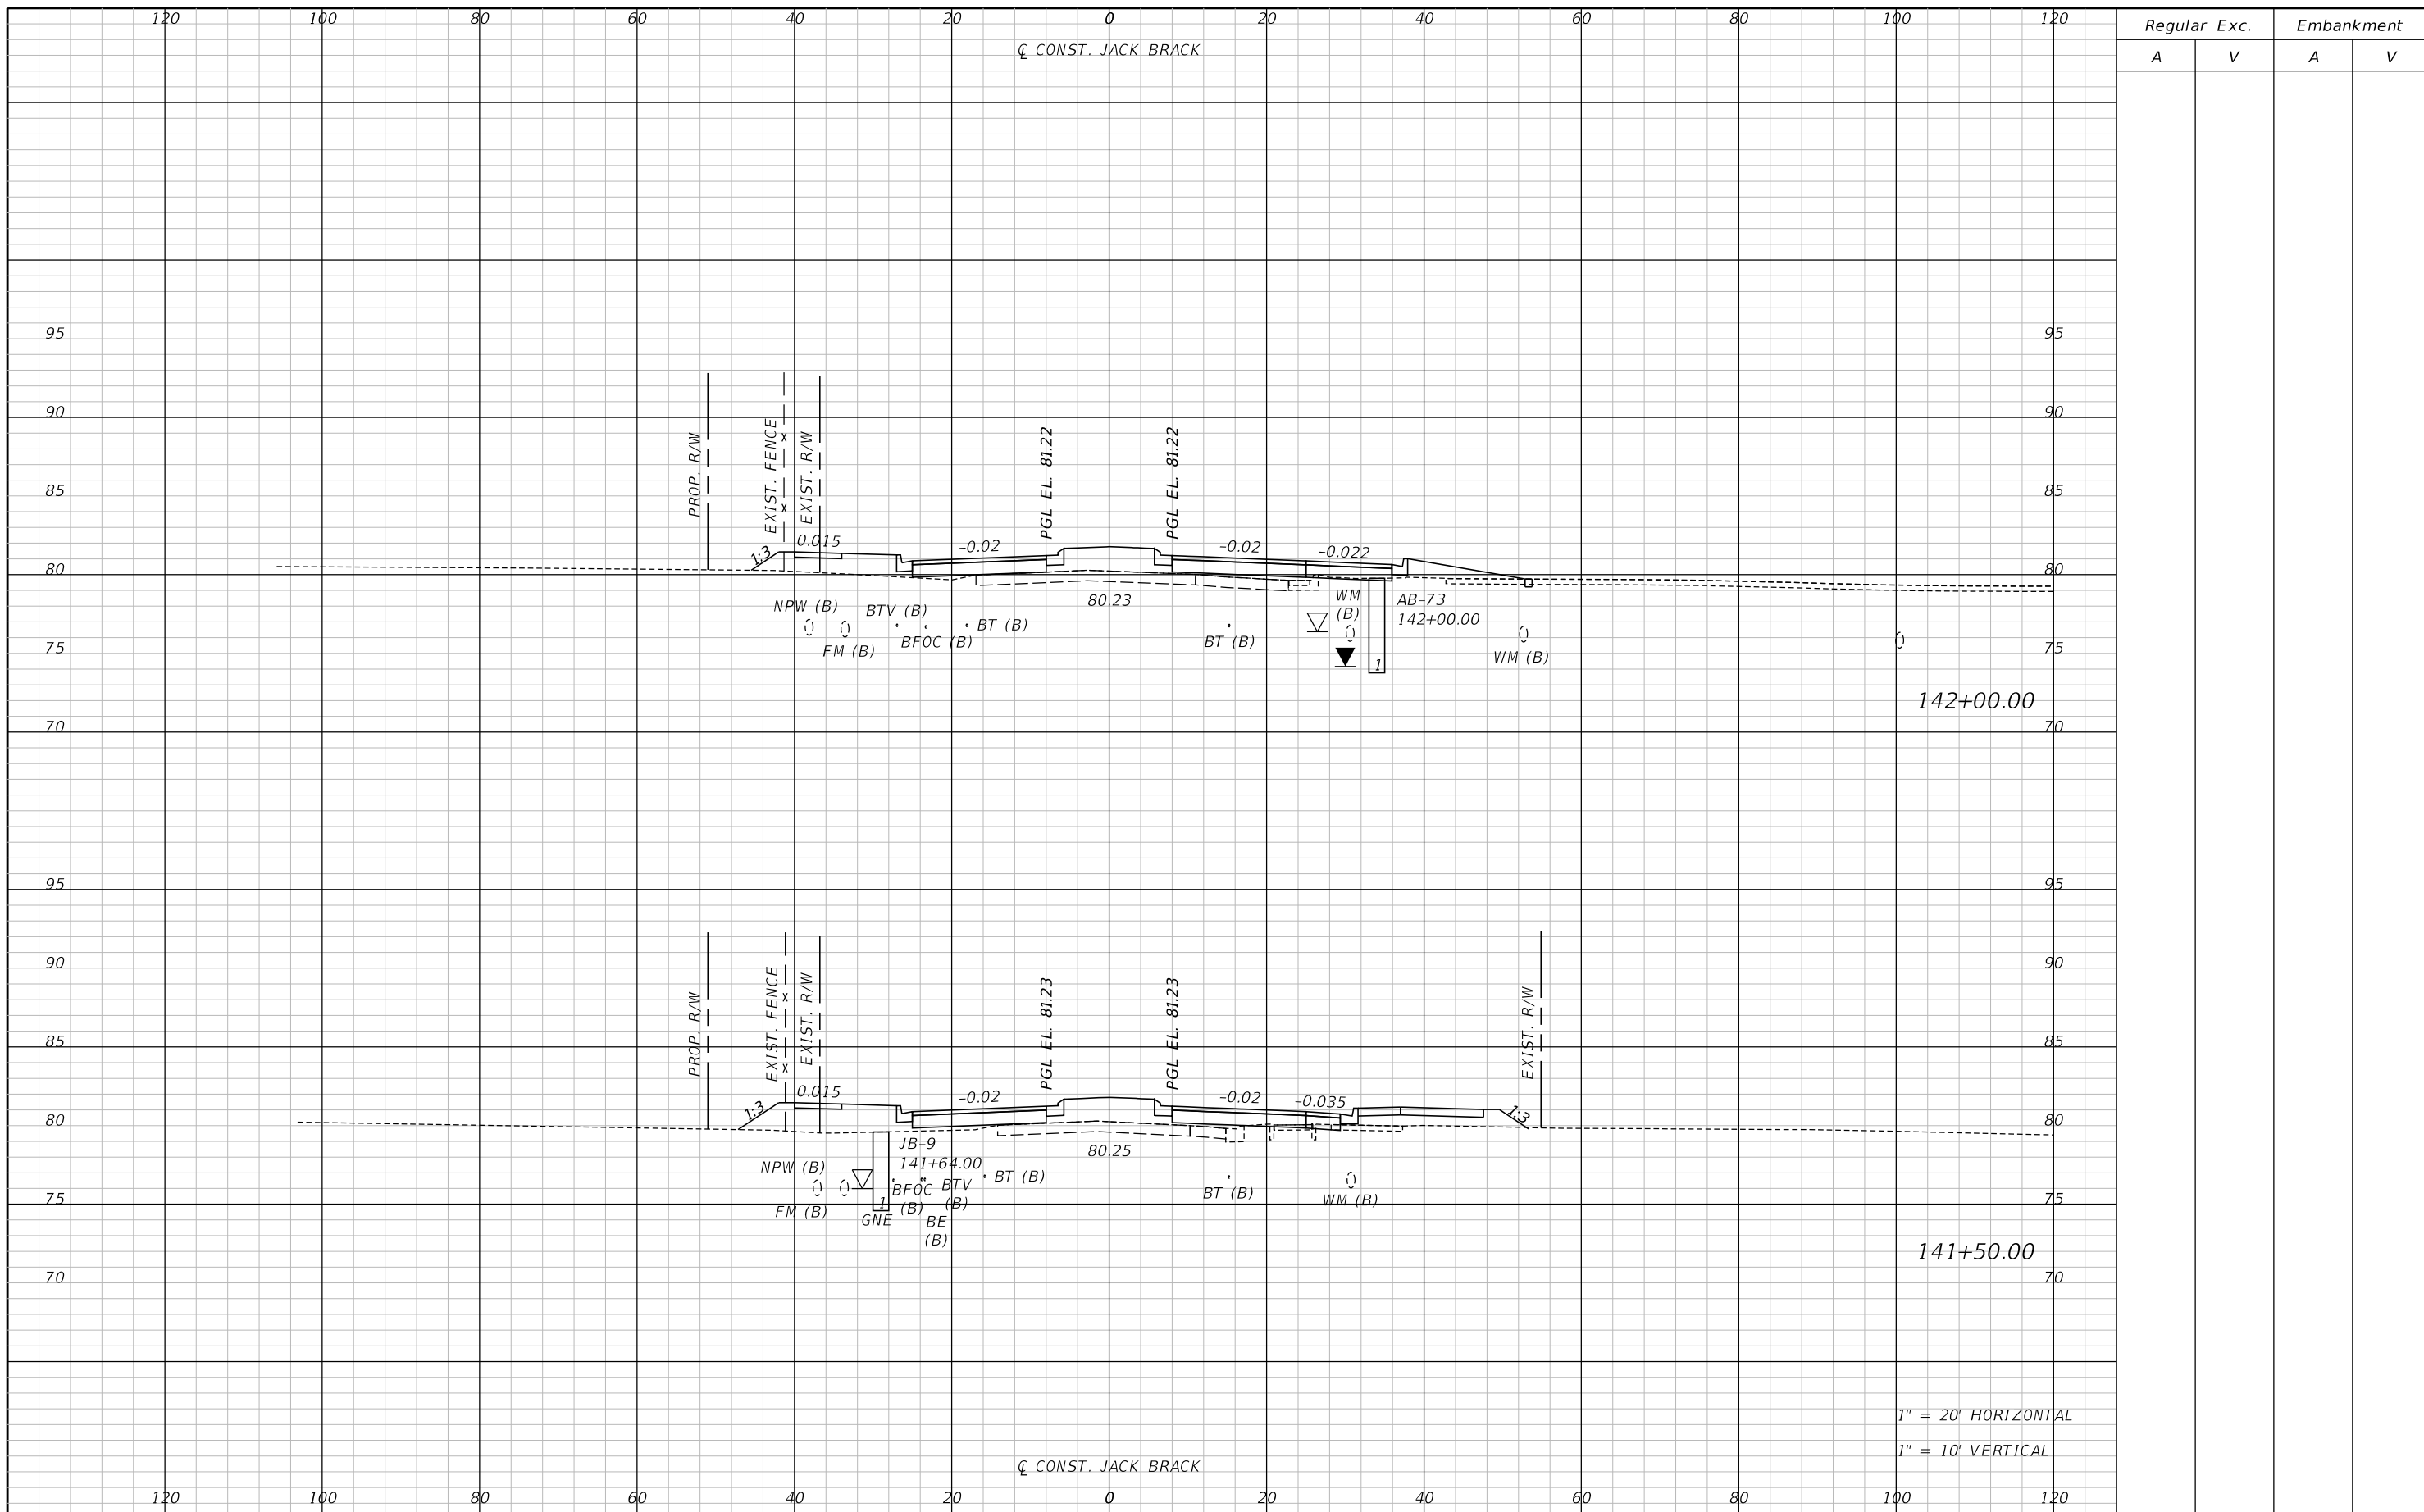 120 100 80 60 40 20 0 20 40 60 80 100 120
Regular Exc. Embankment
A V A V
℄ CONST. JACK BRACK
95 95
90 90
PROP. R/W
EXIST. FENCE
EXIST. R/W
PGL EL. 81.22
PGL EL. 81.22
85 85
1:3 0.015 -0.02 -0.02 -0.022
80 80
80.23
NPW (B)
BTV (B)
FM (B)
BFOC (B)
BT (B)
BT (B)
WM
(B)
AB-73
142+00.00
1
WM (B)
75 75
142+00.00
70 70
95 95
90 90
PROP. R/W
EXIST. FENCE
EXIST. R/W
PGL EL. 81.23
PGL EL. 81.23
EXIST. R/W
85 85
1:3 0.015 -0.02 -0.02 -0.035 1:3
80 80
80.25
JB-9
141+64.00
NPW (B)
FM (B)
1
GNE
BFOC
(B)
BTV
(B)
BE
(B)
BT (B)
BT (B)
WM (B)
75 75
141+50.00
70 70
1" = 20' HORIZONTAL
1" = 10' VERTICAL
℄ CONST. JACK BRACK
120 100 80 60 40 20 0 20 40 60 80 100 120